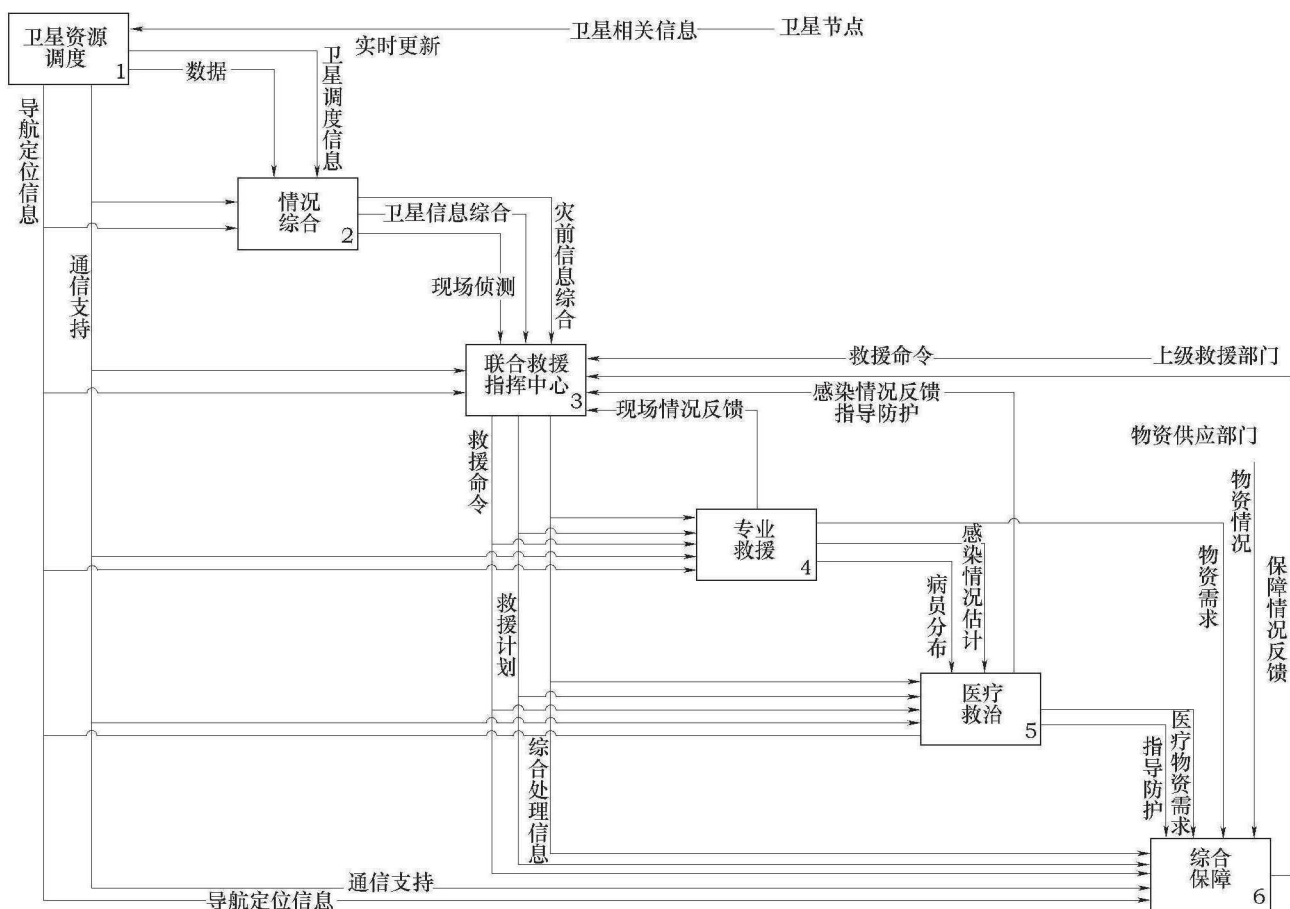 卫星资源
调度
1
卫星相关信息
卫星节点
实时更新
数据
卫星调度信息
导航定位信息
通信支持
情况
综合
2
卫星信息综合
灾前信息综合
现场侦测
联合救援
指挥中心
3
救援命令
上级救援部门
感染情况反馈
指导防护
现场情况反馈
物资供应部门
救援命令
物资情况
专业
救援
4
感染情况估计
病员分布
物资需求
保障情况反馈
救援计划
医疗
救治
5
综合处理信息
指导防护
医疗物资需求
综合
保障
6
通信支持
导航定位信息